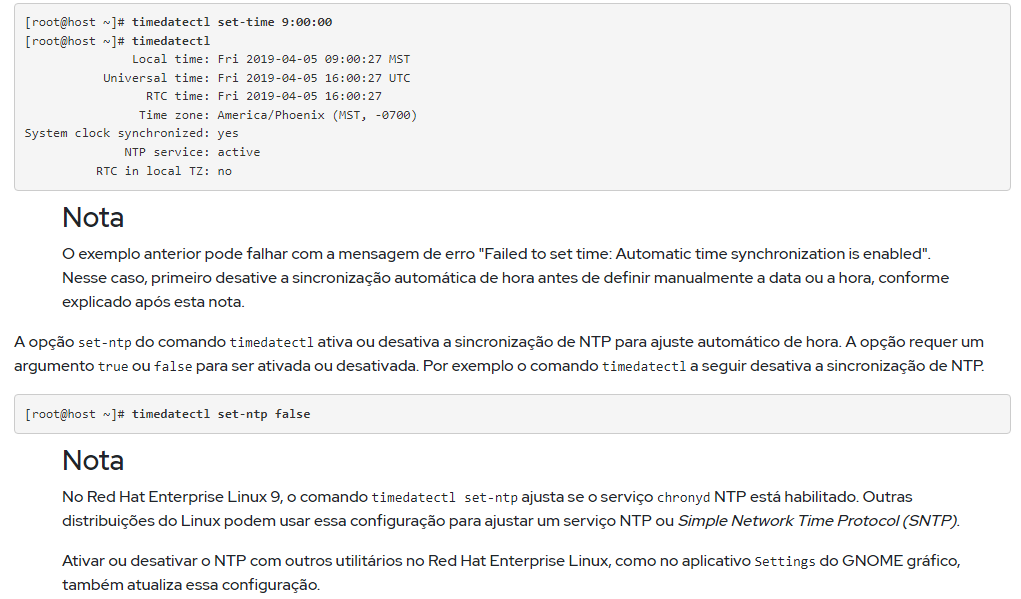 [root@host ~]# timedatectl set-time 9:00:00
[root@host ~]# timedatectl
Local time: Fri 2019-04-05 09:00:27 MST
Universal time: Fri 2019-04-05 16:00:27 UTC
RTC time: Fri 2019-04-05 16:00:27
Time zone: America/Phoenix (MST, -0700)
System clock synchronized: yes
NTP service: active
RTC in local TZ: no
Nota
O exemplo anterior pode falhar com a mensagem de erro "Failed to set time: Automatic time synchronization is enabled".
Nesse caso, primeiro desative a sincronização automática de hora antes de definir manualmente a data ou a hora, conforme
explicado após esta nota.
A opção set-ntp do comando timedatectl ativa ou desativa a sincronização de NTP para ajuste automático de hora. A opção requer um
argumento true ou false para ser ativada ou desativada. Por exemplo o comando timedatectl a seguir desativa a sincronização de NTP.
[root@host ~]# timedatectl set-ntp false
Nota
No Red Hat Enterprise Linux 9, o comando timedatectl set-ntp ajusta se o serviço chronyd NTP está habilitado. Outras
distribuições do Linux podem usar essa configuração para ajustar um serviço NTP ou Simple Network Time Protocol (SNTP).
Ativar ou desativar o NTP com outros utilitários no Red Hat Enterprise Linux, como no aplicativo Settings do GNOME gráfico,
também atualiza essa configuração.